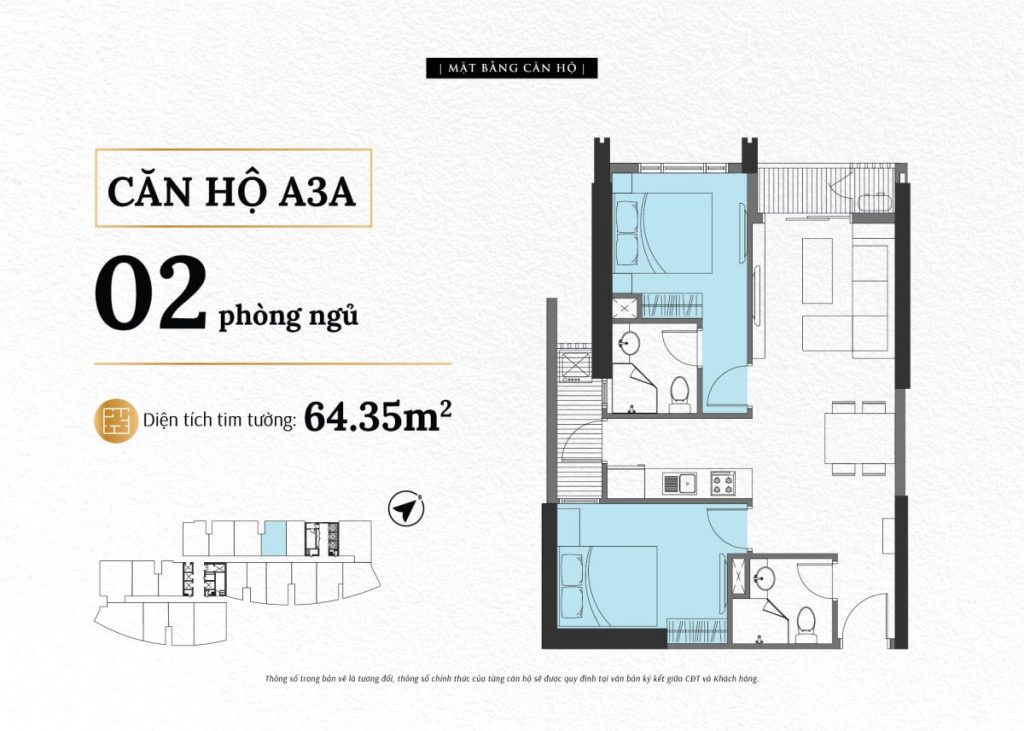 | MẶT BẰNG CĂN HỘ |
CĂN HỘ A3A
02 phòng ngủ
Diện tích tim tường: 64.35m²
B
Thông số trong bản vẽ là tương đối, thông số chính thức của từng căn hộ sẽ được quy định tại văn bản ký kết giữa CĐT và Khách hàng.